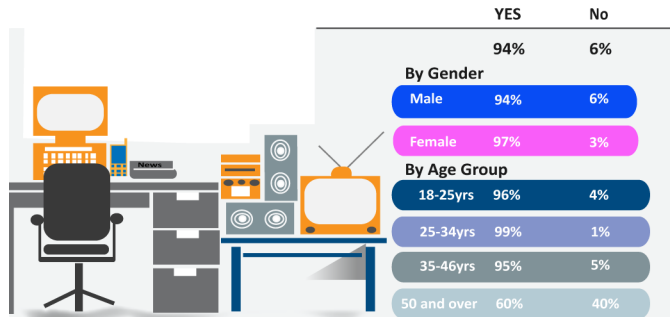 YES No
94% 6%
By Gender
Male 94% 6%
Female 97% 3%
By Age Group
18-25yrs 96% 4%
25-34yrs 99% 1%
35-46yrs 95% 5%
50 and over 60% 40%
News